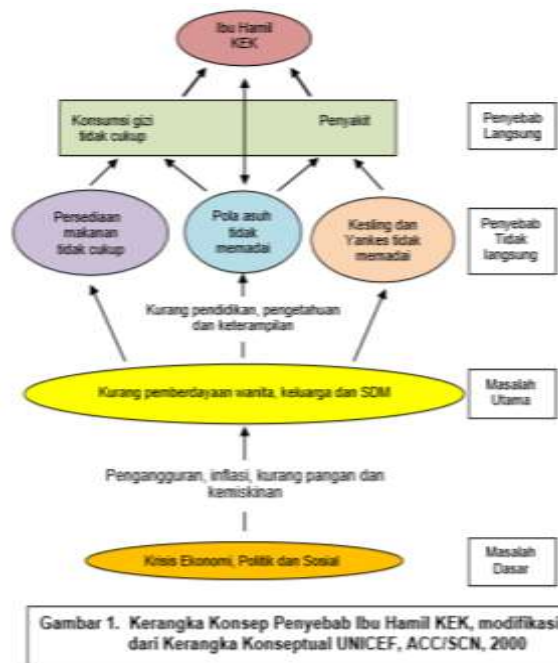 Ibu Hamil
KEK
Konsumsi gizi
tidak cukup
Penyakit
Penyebab
Langsung
Persediaan
makanan
tidak cukup
Pola asuh
tidak
memadai
Kesling dan
Yankes tidak
memadai
Penyebab
Tidak
langsung
Kurang pendidikan, pengetahuan
dan keterampilan
Kurang pemberdayaan wanita, keluarga dan SDM
Masalah
Utama
Pengangguran, inflasi, kurang pangan dan
kemiskinan
Krisis Ekonomi, Politik dan Sosial
Masalah
Dasar
Gambar 1. Kerangka Konsep Penyebab Ibu Hamil KEK, modifikasi
dari Kerangka Konseptual UNICEF, ACC/SCN, 2000